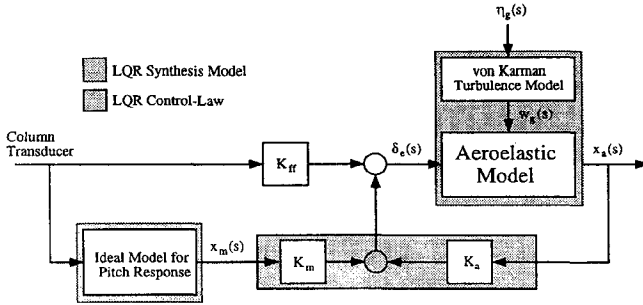 η_g(s)
LQR Synthesis Model
LQR Control-Law
von Karman
Turbulence Model
w_g(s)
Column
Transducer
K_ff
δ_e(s)
Aeroelastic
Model
x_a(s)
Ideal Model for
Pitch Response
x_m(s)
K_m
K_a